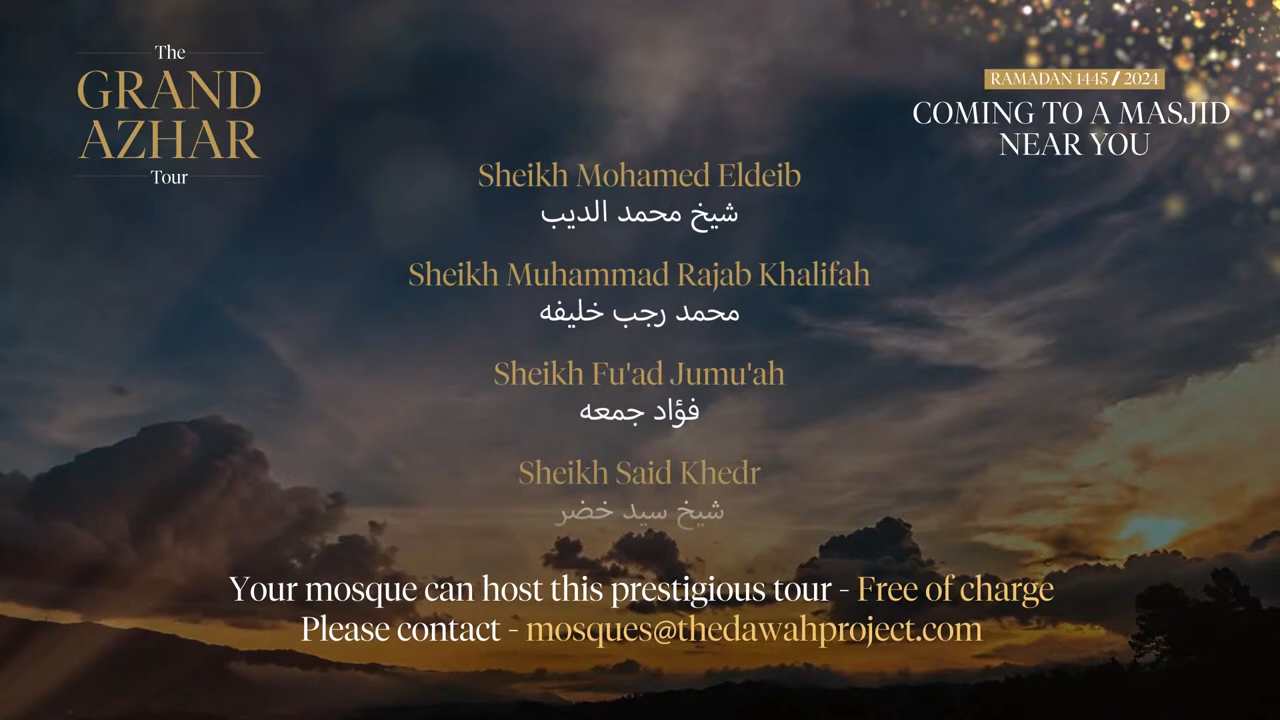 The
GRAND
AZHAR
Tour
RAMADAN 1445 / 2024
COMING TO A MASJID
NEAR YOU
Sheikh Mohamed Eldeib
شيخ محمد الديب
Sheikh Muhammad Rajab Khalifah
محمد رجب خليفه
Sheikh Fu'ad Jumu'ah
فؤاد جمعه
Sheikh Said Khedr
شيخ سيد خضر
Your mosque can host this prestigious tour - Free of charge
Please contact - mosques@thedawahproject.com